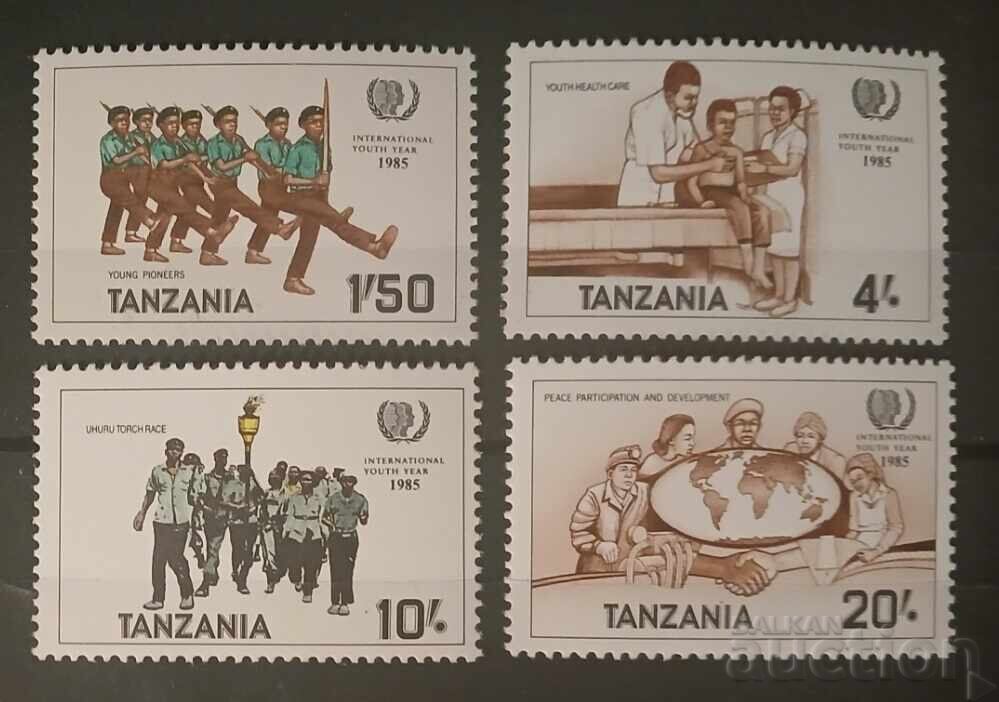 INTERNATIONAL
YOUTH YEAR
1985
YOUNG PIONEERS
TANZANIA 1/50
YOUTH HEALTH CARE
INTERNATIONAL
YOUTH YEAR
1985
TANZANIA 4/-
UHURU TORCH RACE
INTERNATIONAL
YOUTH YEAR
1985
TANZANIA 10/-
PEACE PARTICIPATION AND DEVELOPMENT
INTERNATIONAL
YOUTH YEAR
1985
TANZANIA 20/-
BALKAN
auction